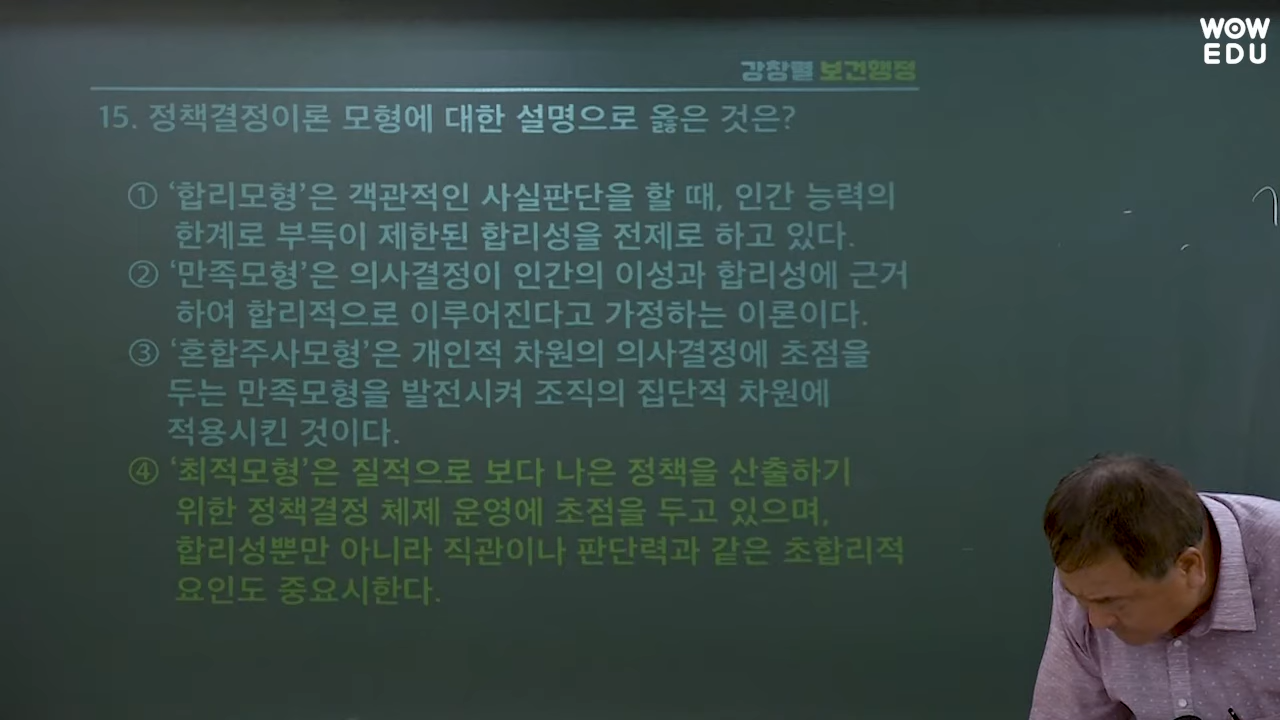 WOW
EDU
강창렬 보건행정
15. 정책결정이론 모형에 대한 설명으로 옳은 것은?
① ‘합리모형’은 객관적인 사실판단을 할 때, 인간 능력의
한계로 부득이 제한된 합리성을 전제로 하고 있다.
② ‘만족모형’은 의사결정이 인간의 이성과 합리성에 근거
하여 합리적으로 이루어진다고 가정하는 이론이다.
③ ‘혼합주사모형’은 개인적 차원의 의사결정에 초점을
두는 만족모형을 발전시켜 조직의 집단적 차원에
적용시킨 것이다.
④ ‘최적모형’은 질적으로 보다 나은 정책을 산출하기
위한 정책결정 체제 운영에 초점을 두고 있으며,
합리성뿐만 아니라 직관이나 판단력과 같은 초합리적
요인도 중요시한다.